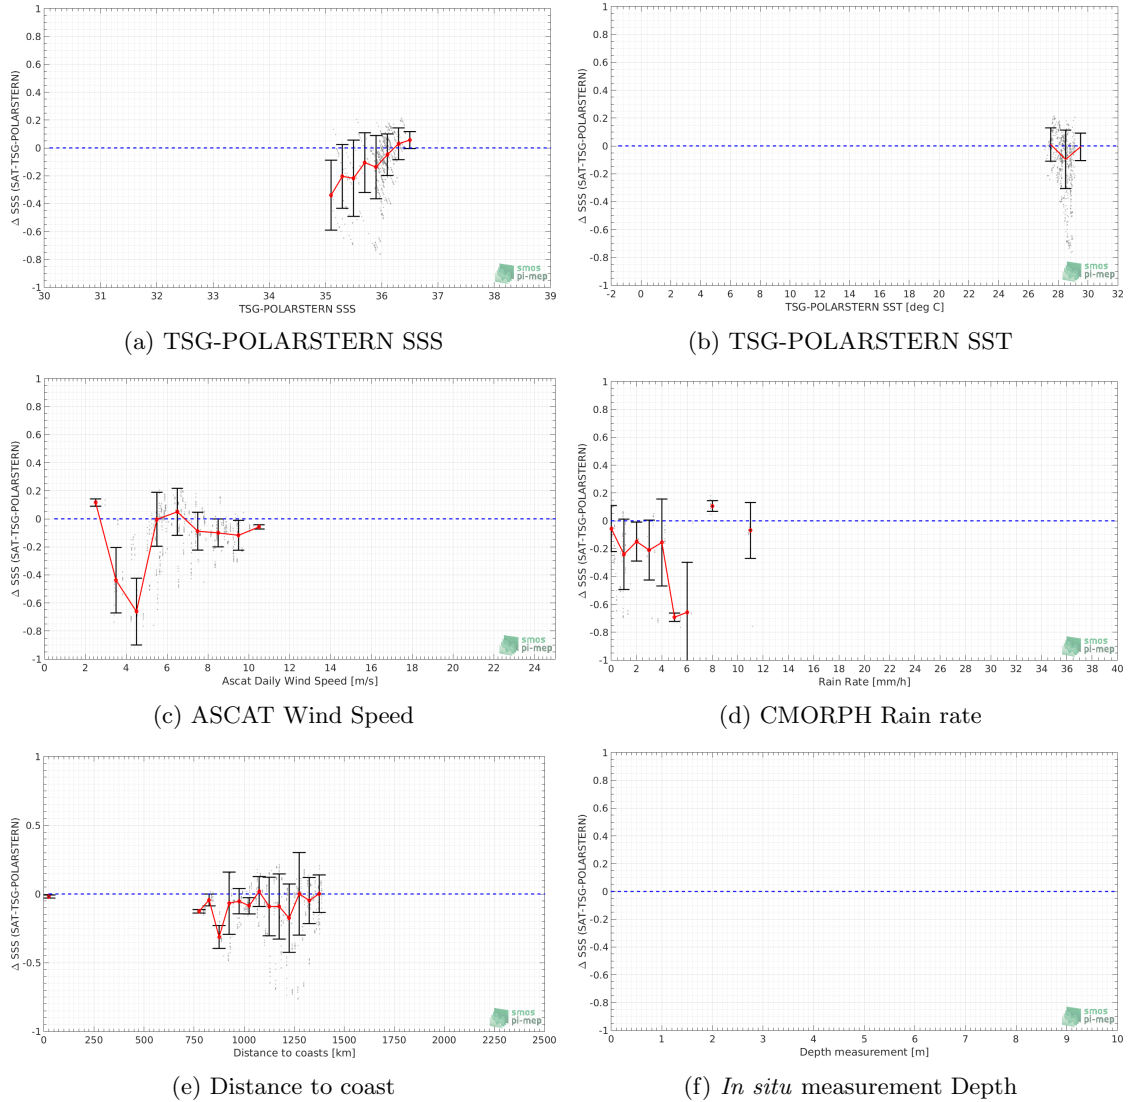 1
0.8
0.6
0.4
0.2
0
-0.2
-0.4
-0.6
-0.8
-1
Δ SSS (SAT-TSG-POLARSTERN)
30 31 32 33 34 35 36 37 38 39
TSG-POLARSTERN SSS
smos
pi-mep
(a) TSG-POLARSTERN SSS
1
0.8
0.6
0.4
0.2
0
-0.2
-0.4
-0.6
-0.8
-1
Δ SSS (SAT-TSG-POLARSTERN)
-2 0 2 4 6 8 10 12 14 16 18 20 22 24 26 28 30 32
TSG-POLARSTERN SST [deg C]
smos
pi-mep
(b) TSG-POLARSTERN SST
1
0.8
0.6
0.4
0.2
0
-0.2
-0.4
-0.6
-0.8
-1
Δ SSS (SAT-TSG-POLARSTERN)
0 2 4 6 8 10 12 14 16 18 20 22 24
Ascat Daily Wind Speed [m/s]
smos
pi-mep
(c) ASCAT Wind Speed
1
0.8
0.6
0.4
0.2
0
-0.2
-0.4
-0.6
-0.8
-1
Δ SSS (SAT-TSG-POLARSTERN)
0 2 4 6 8 10 12 14 16 18 20 22 24 26 28 30 32 34 36 38 40
Rain Rate [mm/h]
smos
pi-mep
(d) CMORPH Rain rate
1
0.5
0
-0.5
-1
Δ SSS (SAT-TSG-POLARSTERN)
0 250 500 750 1000 1250 1500 1750 2000 2250 2500
Distance to coasts [km]
smos
pi-mep
(e) Distance to coast
1
0.8
0.6
0.4
0.2
0
-0.2
-0.4
-0.6
-0.8
-1
Δ SSS (SAT-TSG-POLARSTERN)
0 1 2 3 4 5 6 7 8 9 10
Depth measurement [m]
smos
pi-mep
(f) In situ measurement Depth